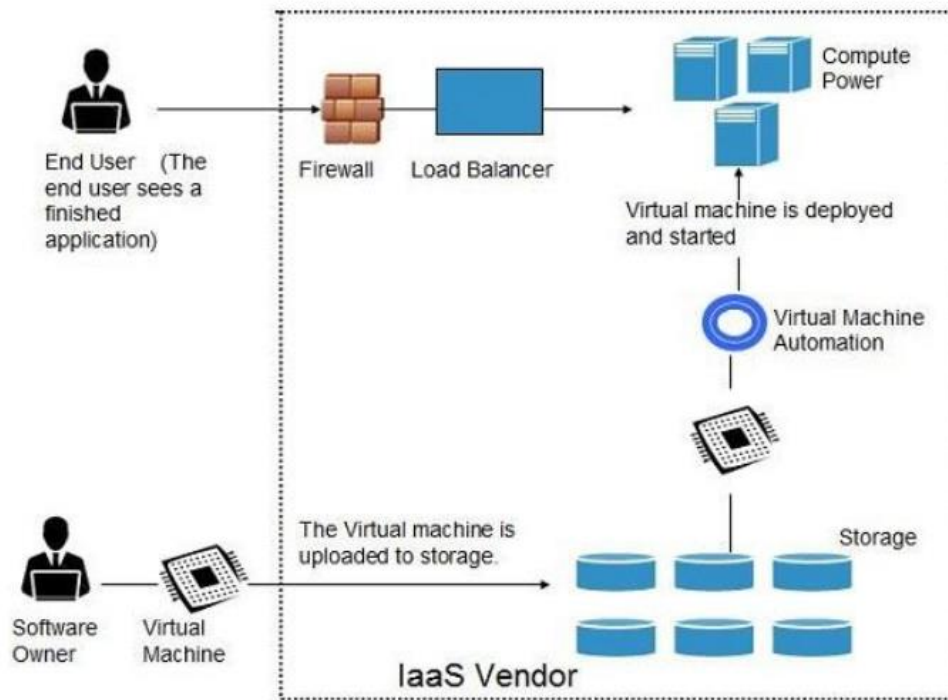 Compute
Power
End User (The
end user sees a
finished
application)
Firewall
Load Balancer
Virtual machine is deployed
and started
Virtual Machine
Automation
The Virtual machine is
uploaded to storage.
Storage
Software
Owner
Virtual
Machine
IaaS Vendor